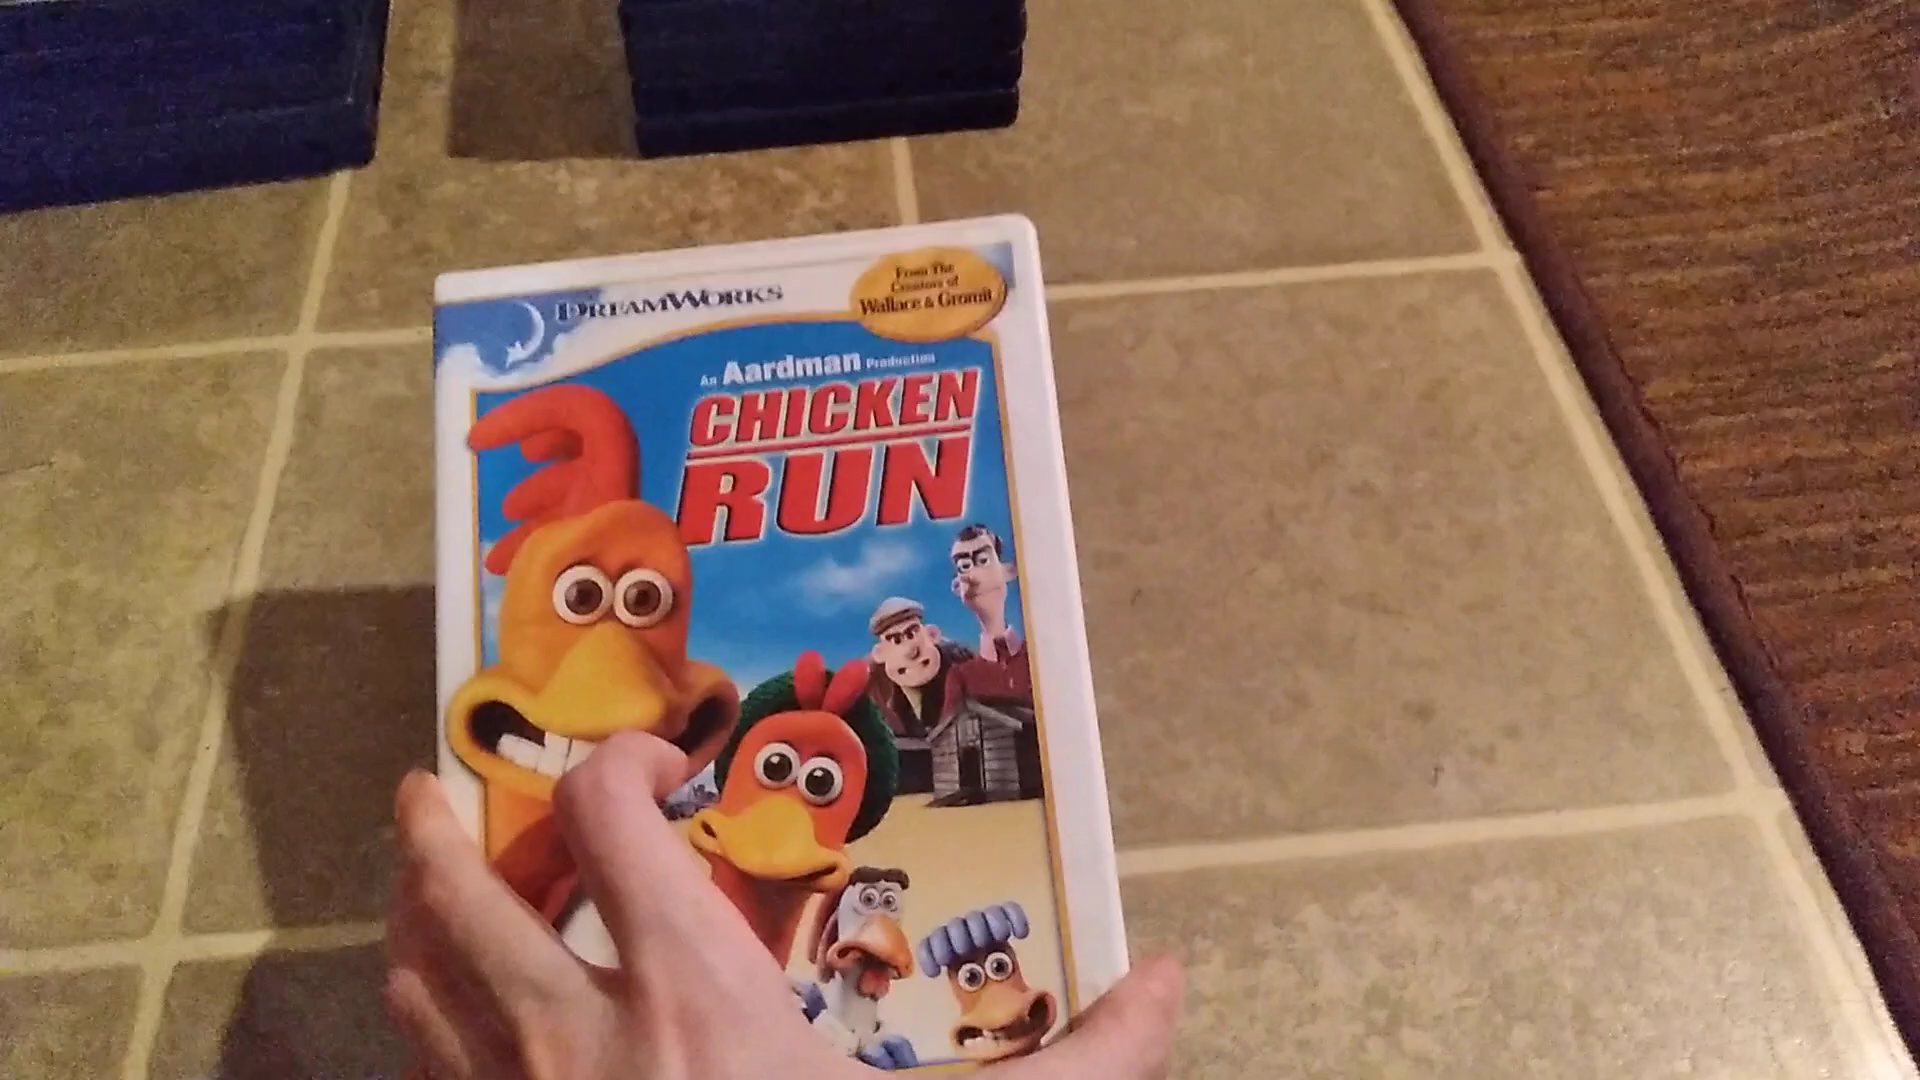 DREAMWORKS
From The
Creators of
Wallace & Gromit
An Aardman Production
CHICKEN
RUN